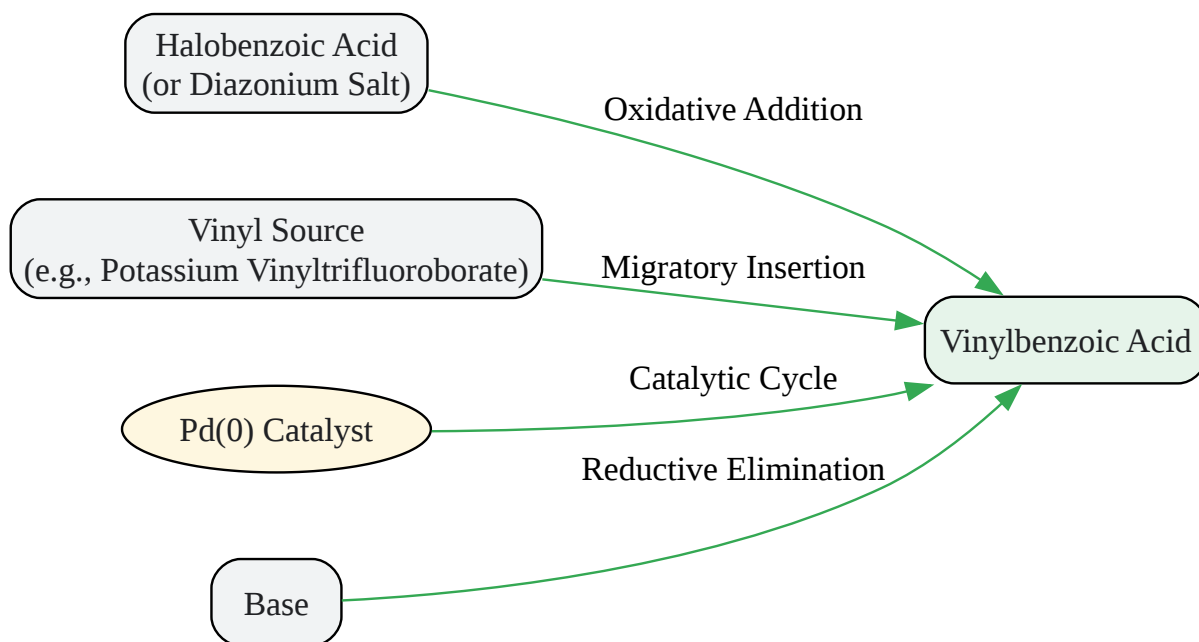 Halobenzoic Acid
(or Diazonium Salt)
Oxidative Addition
Vinyl Source
(e.g., Potassium Vinyltrifluoroborate)
Migratory Insertion
Vinylbenzoic Acid
Catalytic Cycle
Pd(0) Catalyst
Reductive Elimination
Base